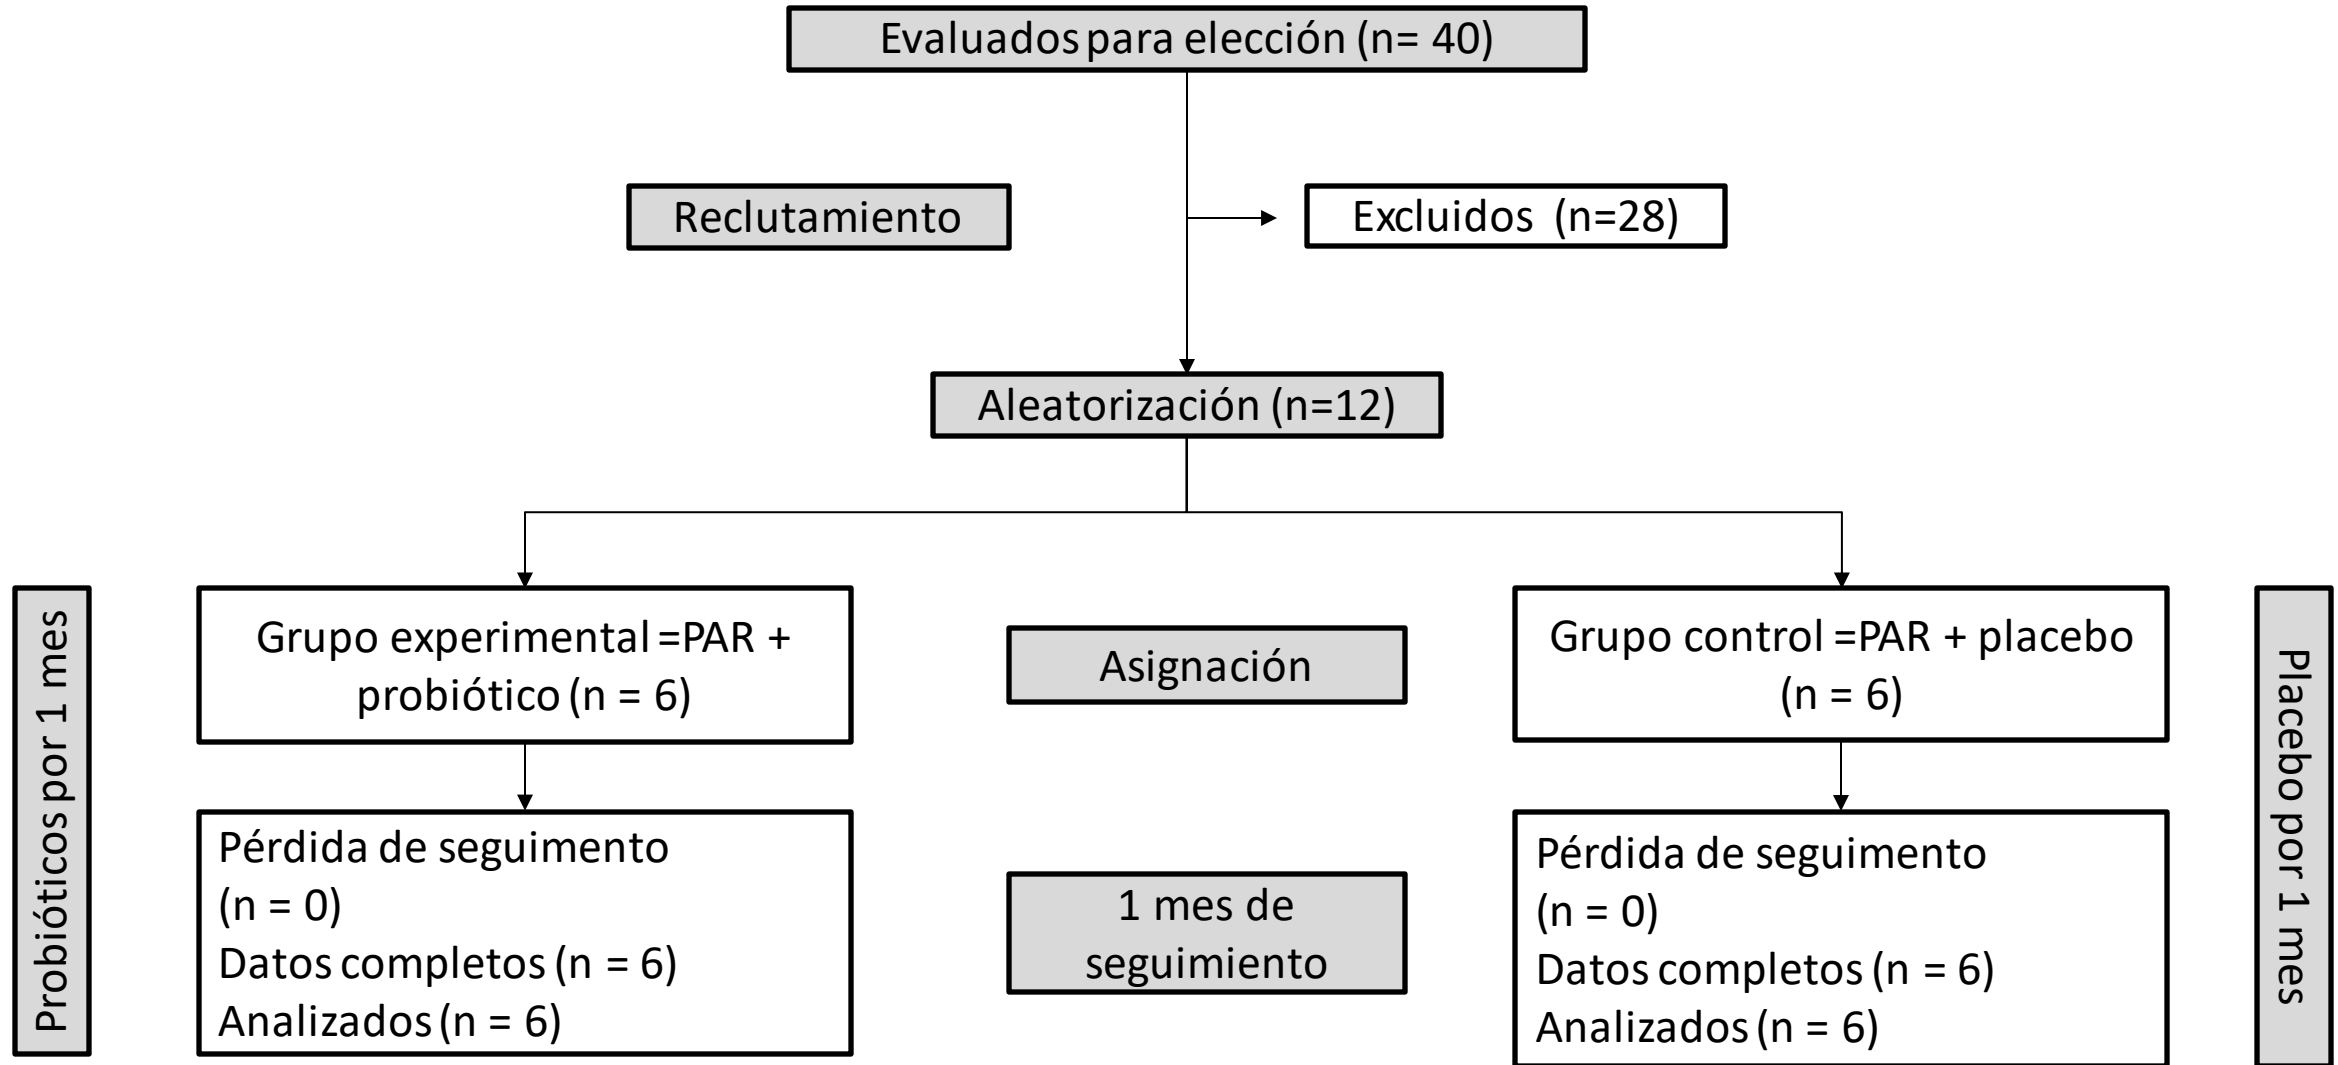 Evaluados para elección (n= 40)
Reclutamiento
Excluidos (n=28)
Aleatorización (n=12)
Probióticos por 1 mes
Grupo experimental =PAR +
probiótico (n = 6)
Asignación
Grupo control =PAR + placebo
(n = 6)
Placebo por 1 mes
Pérdida de seguimento
(n = 0)
Datos completos (n = 6)
Analizados (n = 6)
1 mes de
seguimiento
Pérdida de seguimento
(n = 0)
Datos completos (n = 6)
Analizados (n = 6)